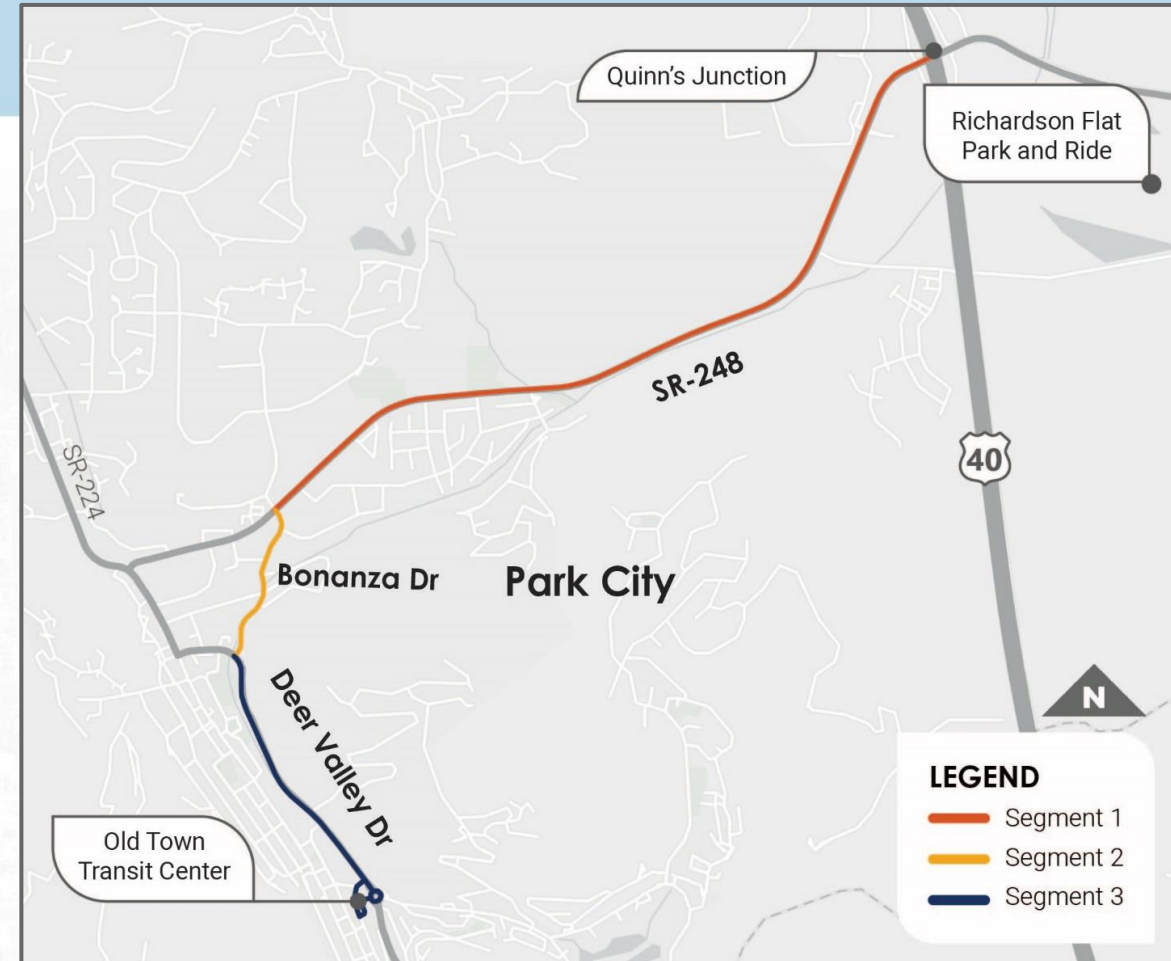 Quinn's Junction
Richardson Flat
Park and Ride
SR-248
40
SR-224
Bonanza Dr
Park City
Deer Valley Dr
N
Old Town
Transit Center
LEGEND
Segment 1
Segment 2
Segment 3